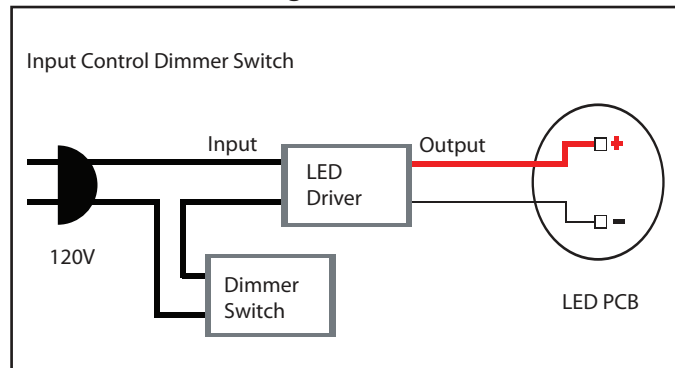 Input Control Dimmer Switch
Input
Output
LED
Driver
+
-
120V
Dimmer
Switch
LED PCB